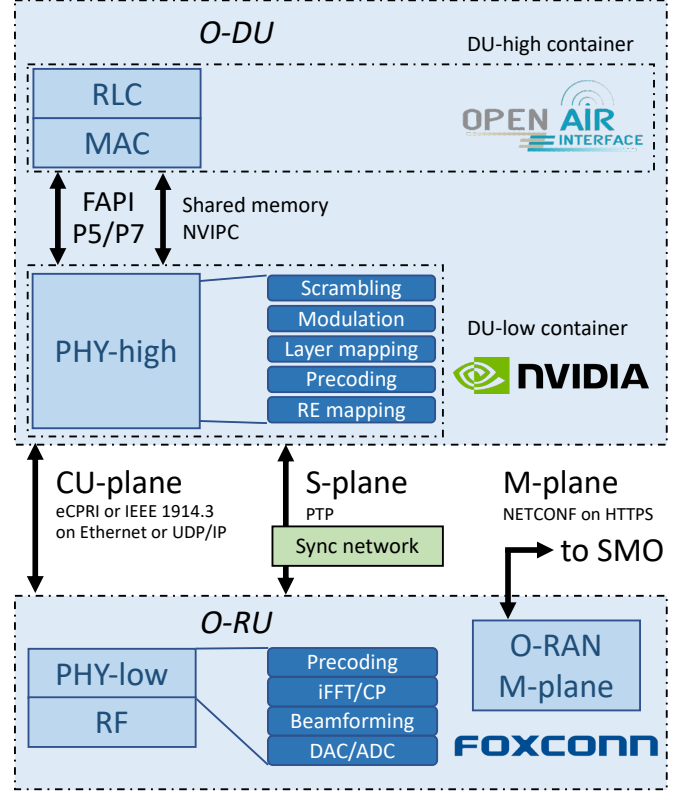 O-DU
DU-high container
RLC
MAC
OPEN AIR
INTERFACE
FAPI
P5/P7
Shared memory
NVIPC
PHY-high
Scrambling
Modulation
Layer mapping
Precoding
RE mapping
DU-low container
NVIDIA
CU-plane
eCPRI or IEEE 1914.3
on Ethernet or UDP/IP
S-plane
PTP
Sync network
M-plane
NETCONF on HTTPS
to SMO
O-RU
PHY-low
RF
Precoding
iFFT/CP
Beamforming
DAC/ADC
O-RAN
M-plane
FOXCONN